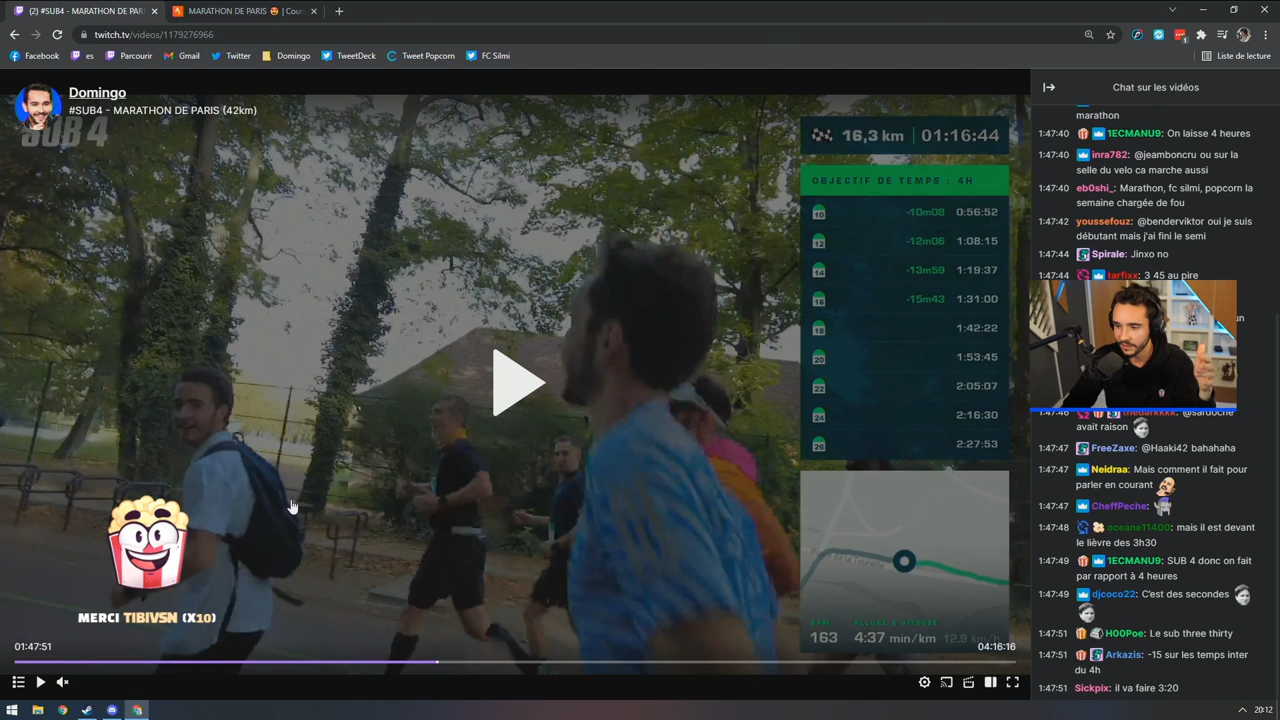 (2) #SUB4 - MARATHON DE PARIS
MARATHON DE PARIS 🤩 | Cour
twitch.tv/videos/1179276966
Facebook
es
Parcourir
Gmail
Twitter
Domingo
TweetDeck
Tweet Popcorn
FC Silmi
Liste de lecture
Domingo
#SUB4 - MARATHON DE PARIS (42km)
SUB 4
16,3 km | 01:16:44
OBJECTIF DE TEMPS : 4H
10 -10m08 0:56:52
12 -12m06 1:08:15
14 -13m59 1:19:37
16 -15m43 1:31:00
18 1:42:22
20 1:53:45
22 2:05:07
24 2:16:30
26 2:27:53
BPM
163
ALLURE & VITESSE
4:37 min/km 12,9 km/h
MERCI TIBIVSN (X10)
01:47:51
04:16:16
Chat sur les vidéos
marathon
1:47:40 1ECMANU9: On laisse 4 heures
1:47:40 inra782: @jeamboncru ou sur la
selle du velo ca marche aussi
1:47:40 eb0shi_: Marathon, fc silmi, popcorn la
semaine chargée de fou
1:47:42 youssefouz: @benderviktor oui je suis
débutant mais j'ai fini le semi
1:47:44 Spirale: Jinxo no
1:47:44 tarfixx: 3 45 au pire
un
1:47:46 thedarkkkk: @sardoche
avait raison
1:47:47 FreeZaxe: @Haaki42 bahahaha
1:47:47 Neidraa: Mais comment il fait pour
parler en courant
1:47:47 CheffPeche:
1:47:48 oceane11400: mais il est devant
le lièvre des 3h30
1:47:49 1ECMANU9: SUB 4 donc on fait
par rapport à 4 heures
1:47:49 djcoco22: C'est des secondes
1:47:51 H00Poe: Le sub three thirty
1:47:51 Arkazis: -15 sur les temps inter
du 4h
1:47:51 Sickpix: il va faire 3:20
20:12